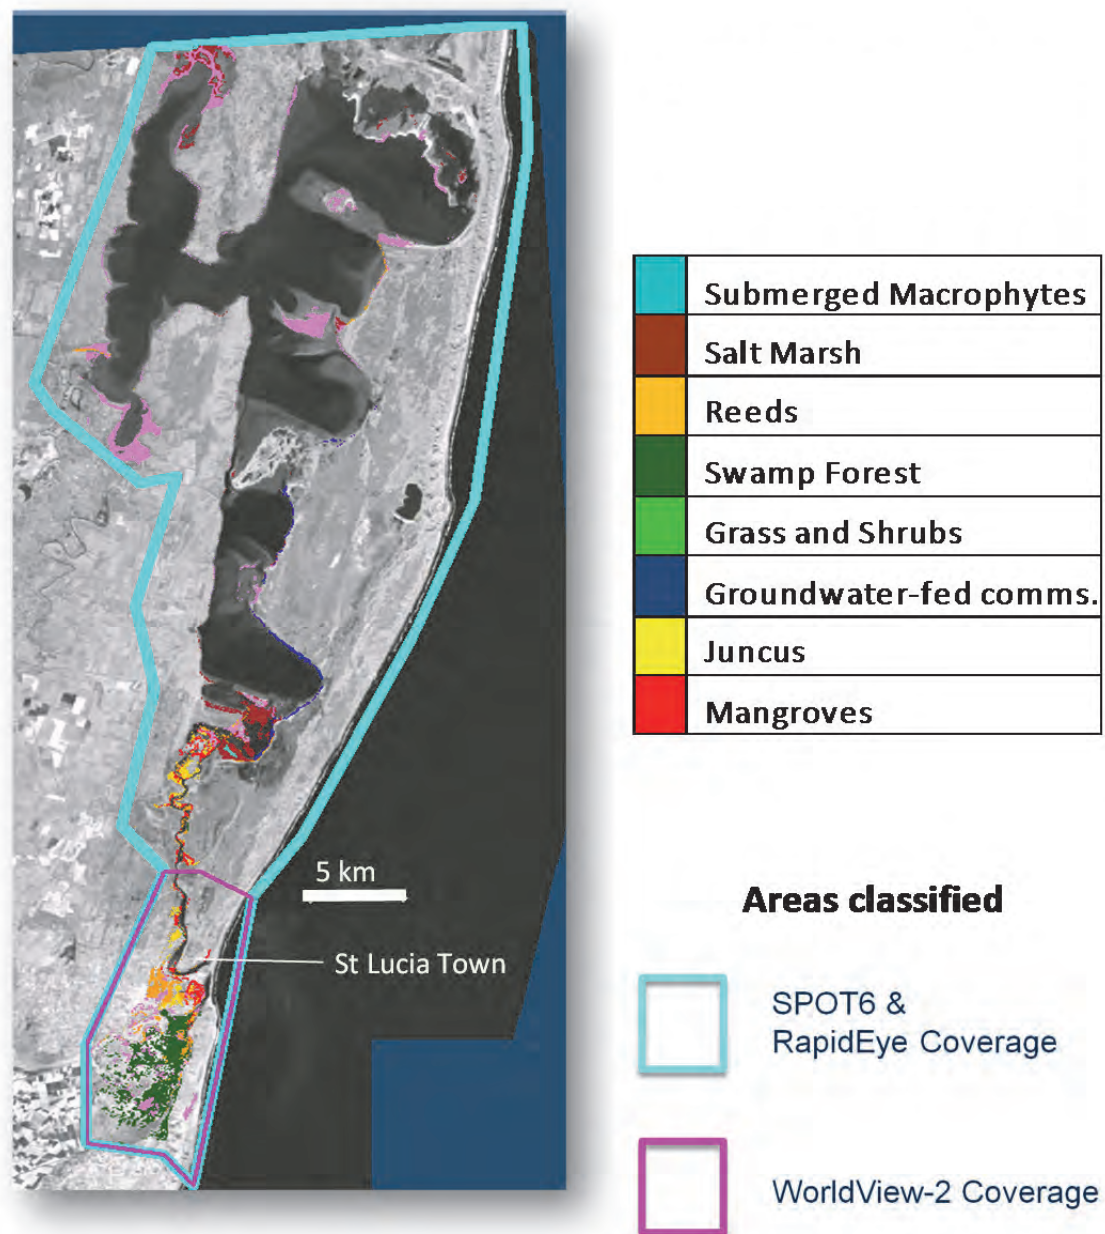 5 km
St Lucia Town
Submerged Macrophytes
Salt Marsh
Reeds
Swamp Forest
Grass and Shrubs
Groundwater-fed comms.
Juncus
Mangroves
Areas classified
SPOT6 &
RapidEye Coverage
WorldView-2 Coverage